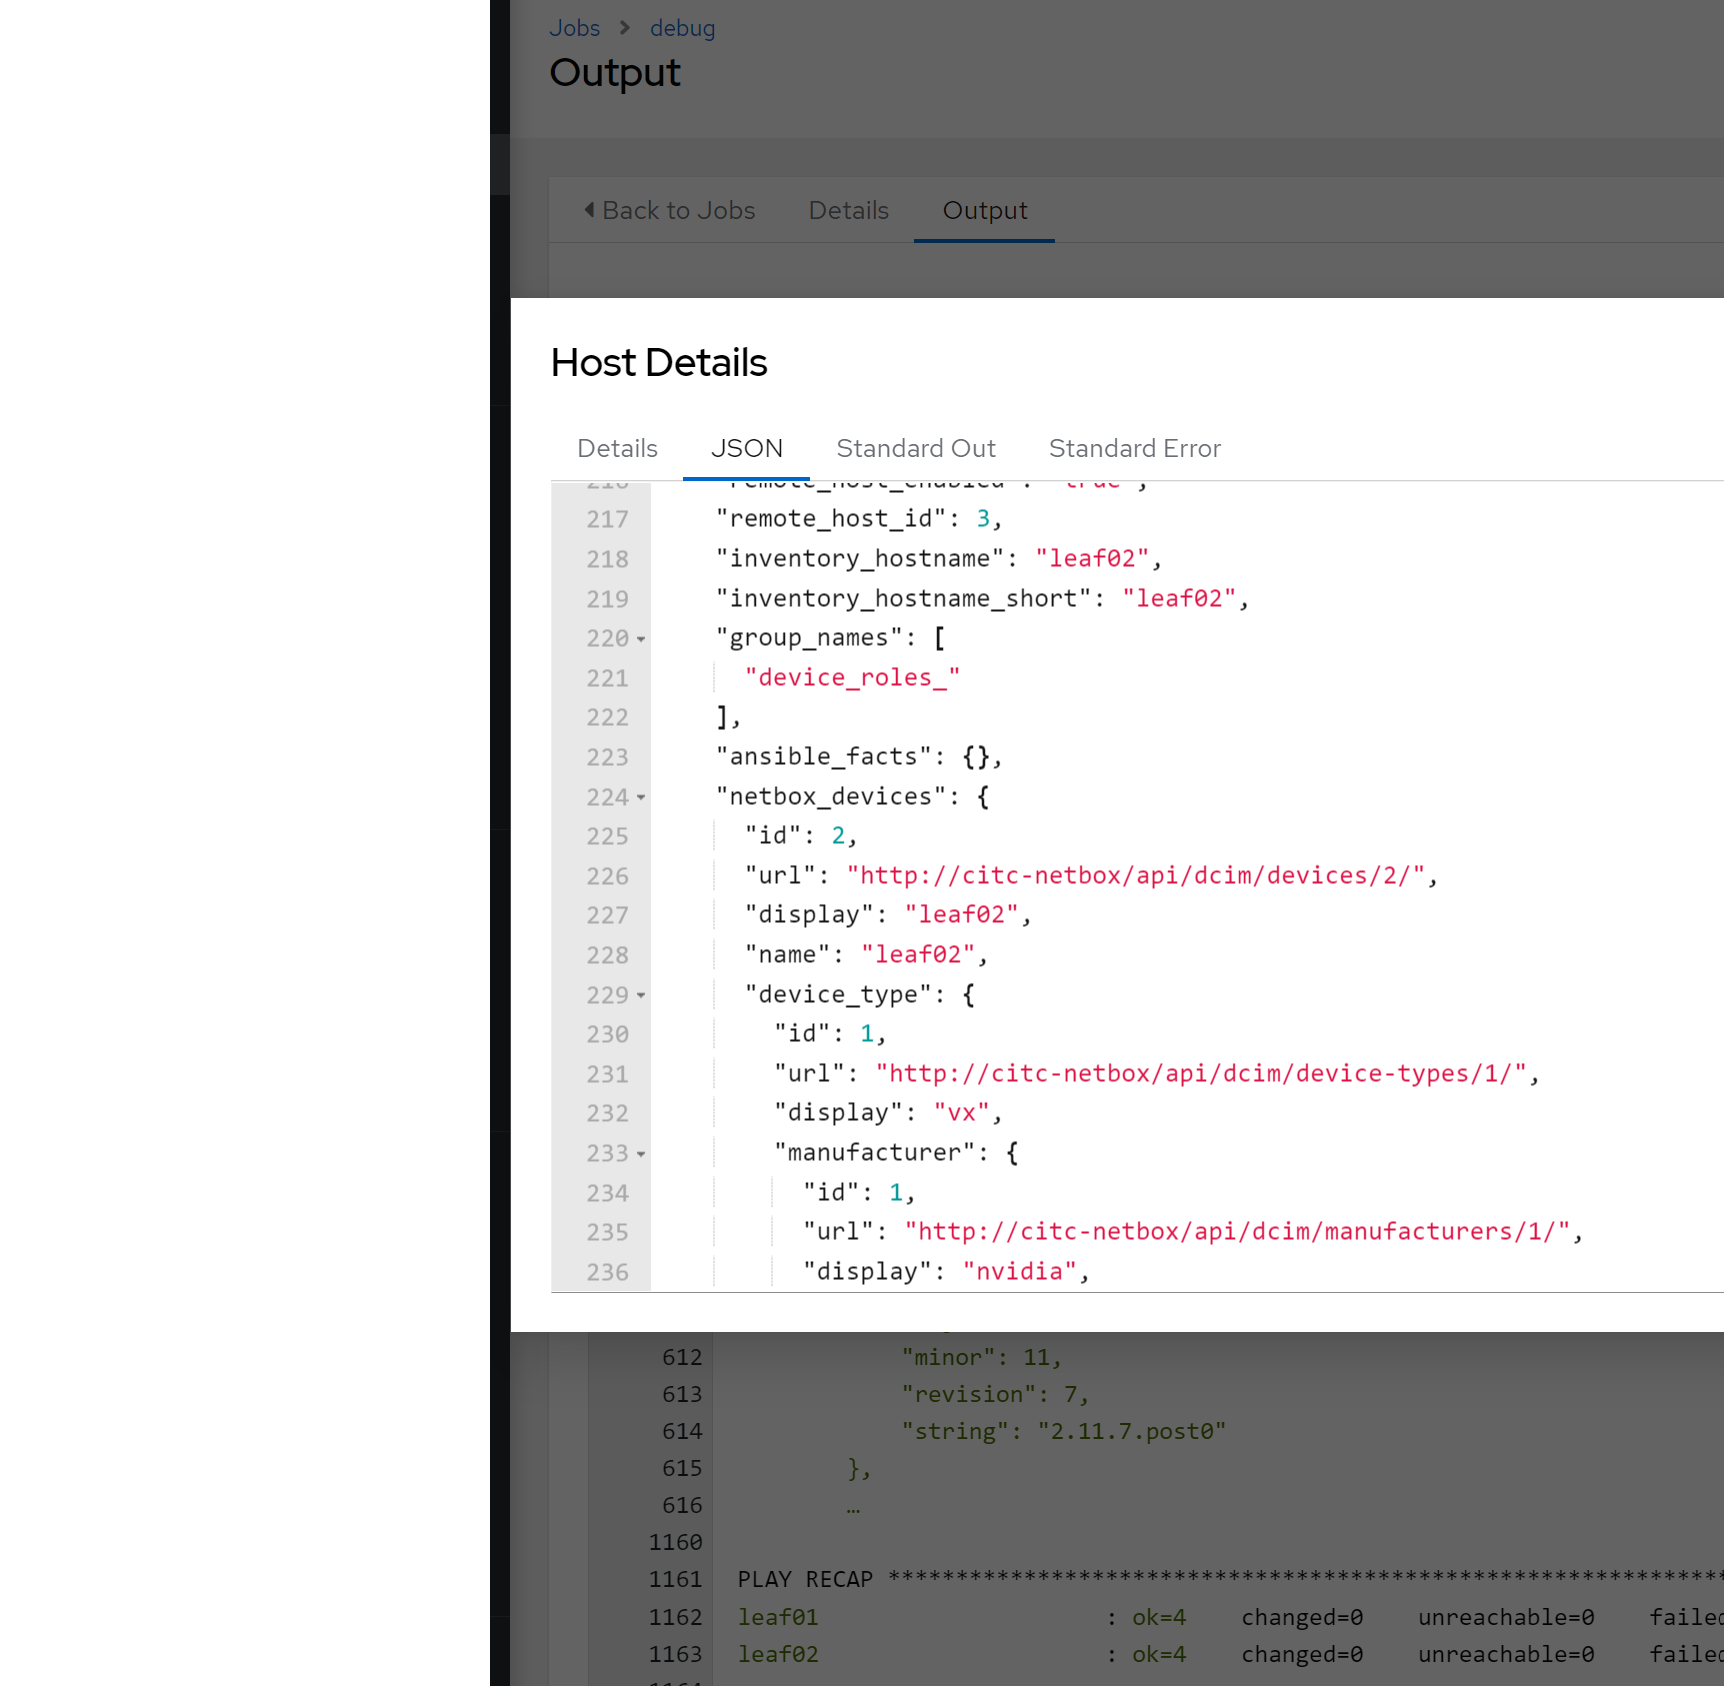 Jobs > debug
Output
Back to Jobs Details Output
Host Details
Details JSON Standard Out Standard Error
216 "remote_host_enabled": "true",
217 "remote_host_id": 3,
218 "inventory_hostname": "leaf02",
219 "inventory_hostname_short": "leaf02",
220 "group_names": [
221 "device_roles_"
222 ],
223 "ansible_facts": {},
224 "netbox_devices": {
225 "id": 2,
226 "url": "http://citc-netbox/api/dcim/devices/2/",
227 "display": "leaf02",
228 "name": "leaf02",
229 "device_type": {
230 "id": 1,
231 "url": "http://citc-netbox/api/dcim/device-types/1/",
232 "display": "vx",
233 "manufacturer": {
234 "id": 1,
235 "url": "http://citc-netbox/api/dcim/manufacturers/1/",
236 "display": "nvidia",
612 "minor": 11,
613 "revision": 7,
614 "string": "2.11.7.post0"
615 },
616 …
1160
1161 PLAY RECAP **************************************************************
1162 leaf01 : ok=4 changed=0 unreachable=0 failed
1163 leaf02 : ok=4 changed=0 unreachable=0 failed